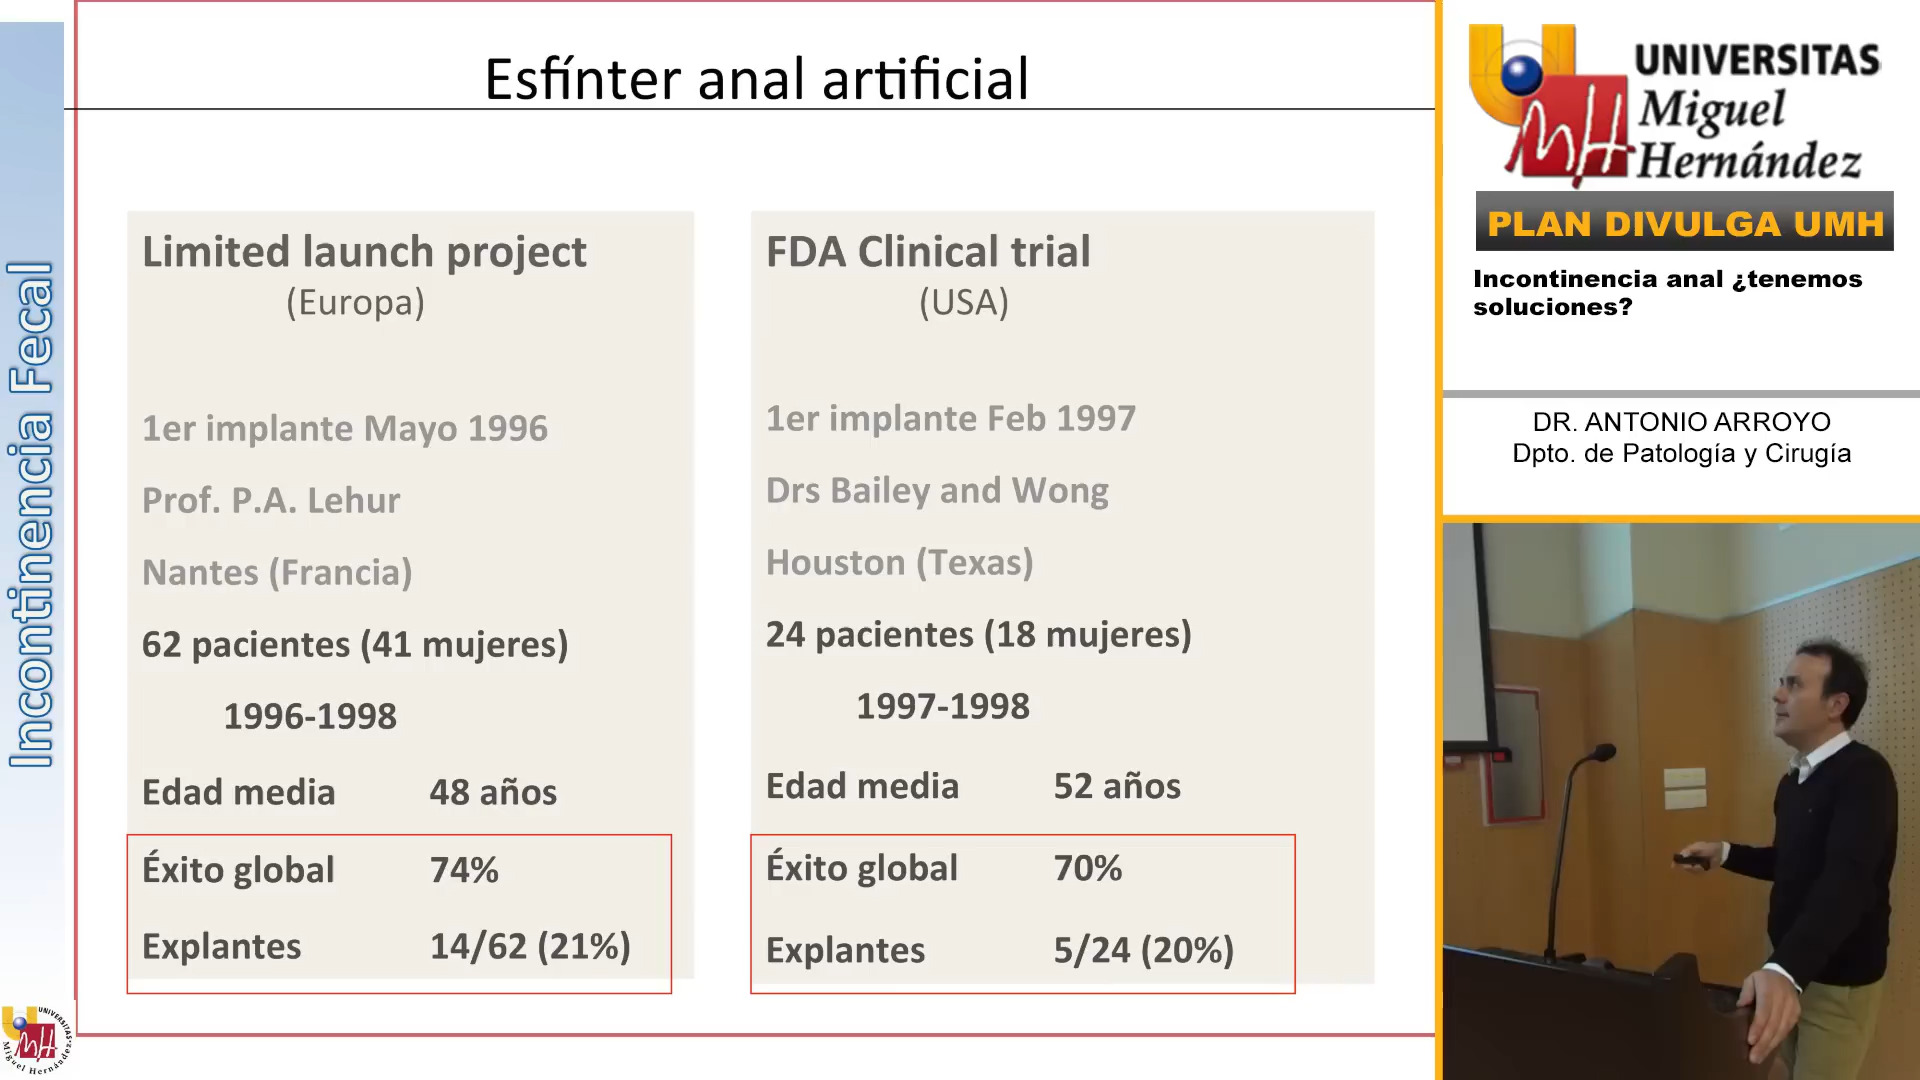 Esfínter anal artificial
Incontinencia Fecal
Limited launch project
(Europa)
1er implante Mayo 1996
Prof. P.A. Lehur
Nantes (Francia)
62 pacientes (41 mujeres)
1996-1998
Edad media 48 años
Éxito global 74%
Explantes 14/62 (21%)
FDA Clinical trial
(USA)
1er implante Feb 1997
Drs Bailey and Wong
Houston (Texas)
24 pacientes (18 mujeres)
1997-1998
Edad media 52 años
Éxito global 70%
Explantes 5/24 (20%)
UNIVERSITAS
Miguel
Hernández
PLAN DIVULGA UMH
Incontinencia anal ¿tenemos
soluciones?
DR. ANTONIO ARROYO
Dpto. de Patología y Cirugía
UNIVERSITAS
Miguel Hernández